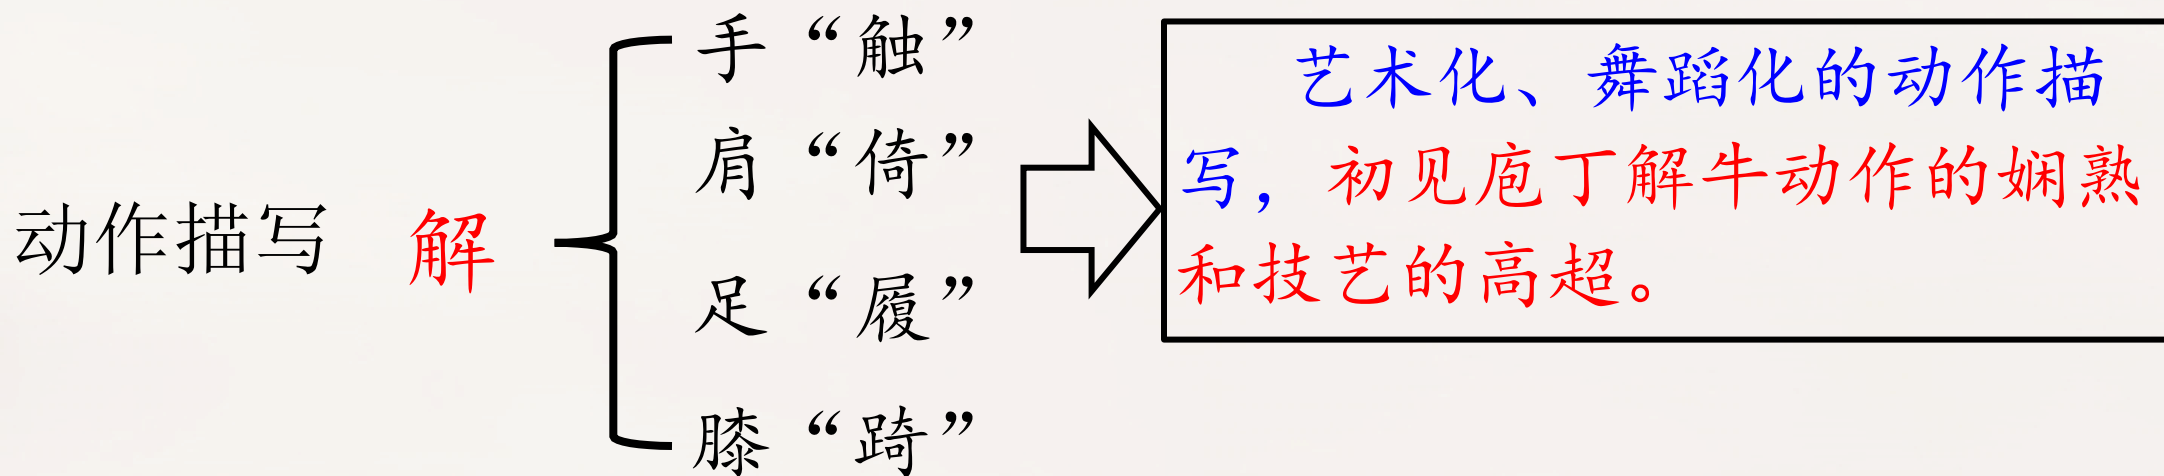 动作描写
解
手“触”
肩“倚”
足“履”
膝“踦”
艺术化、舞蹈化的动作描
写，初见庖丁解牛动作的娴熟
和技艺的高超。